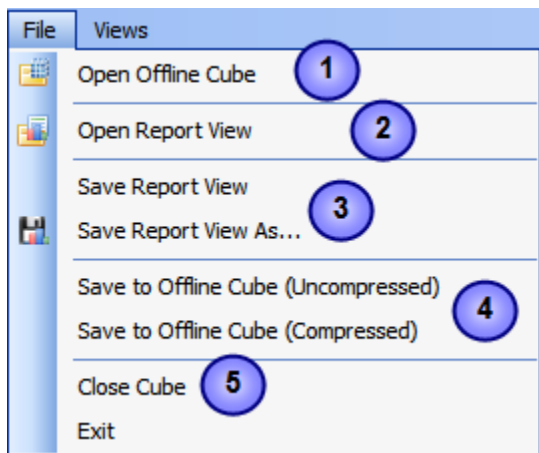 File Views
Open Offline Cube 1
Open Report View 2
Save Report View
3
Save Report View As...
Save to Offline Cube (Uncompressed)
4
Save to Offline Cube (Compressed)
Close Cube 5
Exit